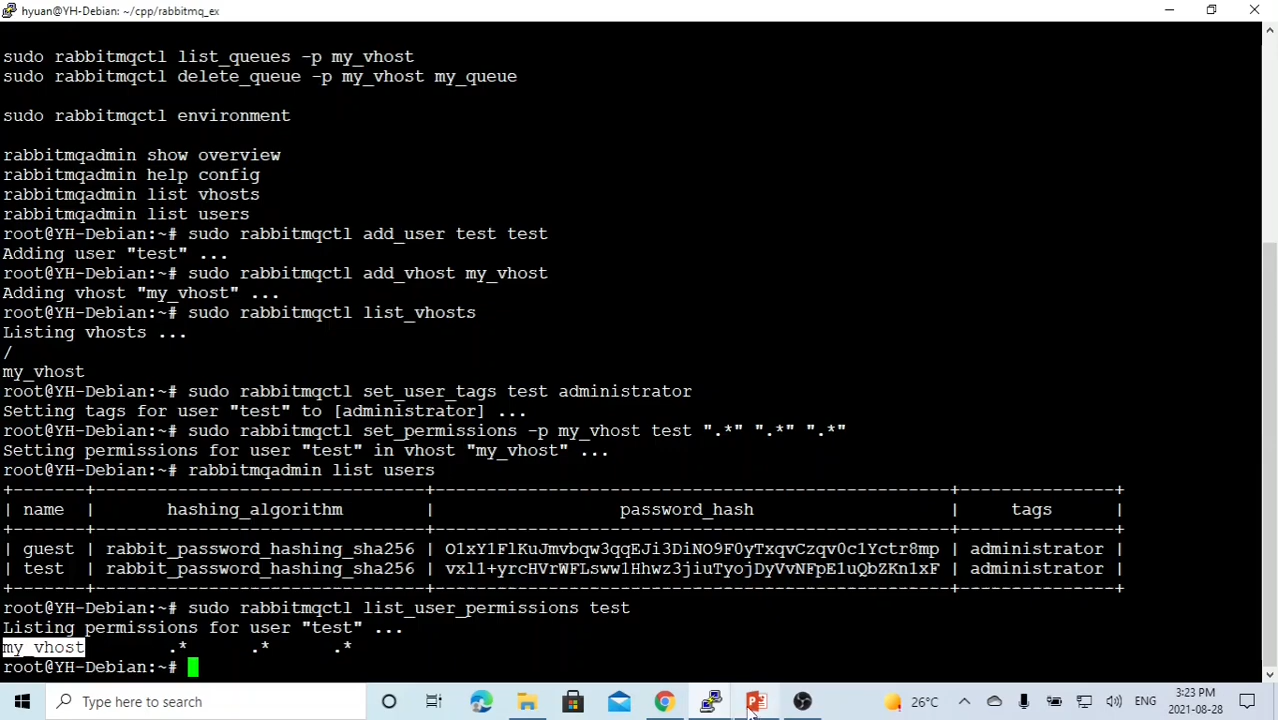 hyuan@YH-Debian: ~/cpp/rabbitmq_ex
sudo rabbitmqctl list_queues -p my_vhost
sudo rabbitmqctl delete_queue -p my_vhost my_queue
sudo rabbitmqctl environment
rabbitmqadmin show overview
rabbitmqadmin help config
rabbitmqadmin list vhosts
rabbitmqadmin list users
root@YH-Debian:~# sudo rabbitmqctl add_user test test
Adding user "test" ...
root@YH-Debian:~# sudo rabbitmqctl add_vhost my_vhost
Adding vhost "my_vhost" ...
root@YH-Debian:~# sudo rabbitmqctl list_vhosts
Listing vhosts ...
/
my_vhost
root@YH-Debian:~# sudo rabbitmqctl set_user_tags test administrator
Setting tags for user "test" to [administrator] ...
root@YH-Debian:~# sudo rabbitmqctl set_permissions -p my_vhost test ".*" ".*" ".*"
Setting permissions for user "test" in vhost "my_vhost" ...
root@YH-Debian:~# rabbitmqadmin list users
| name | hashing_algorithm | password_hash | tags |
| guest | rabbit_password_hashing_sha256 | O1xY1FlKuJmvbqw3qqEJi3DiNO9F0yTxqvCzqv0c1Yctr8mp | administrator |
| test | rabbit_password_hashing_sha256 | vxl1+yrcHVrWFLsww1Hhwz3jiuTyojDyVvNFpE1uQbZKn1xF | administrator |
root@YH-Debian:~# sudo rabbitmqctl list_user_permissions test
Listing permissions for user "test" ...
my_vhost .* .* .*
root@YH-Debian:~#
Type here to search
26°C
ENG
3:23 PM
2021-08-28